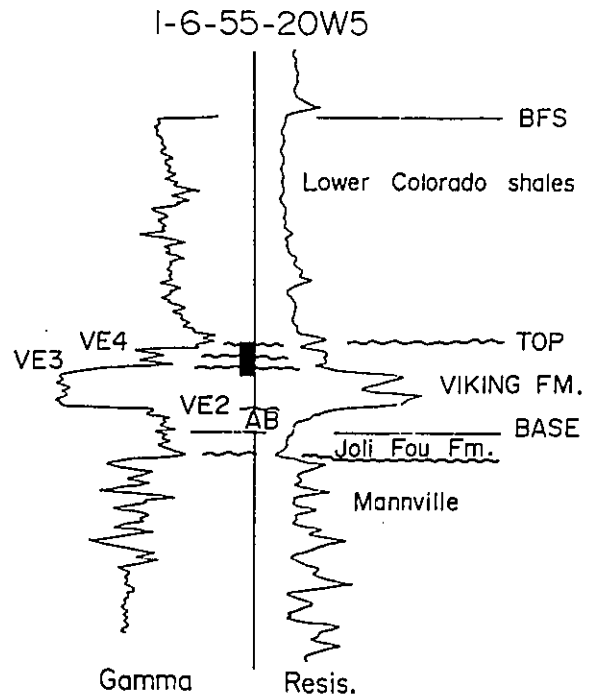 1-6-55-20W5
BFS
Lower Colorado shales
VE4
TOP
VE3
VIKING FM.
VE2
AB
BASE
Joli Fou Fm.
Mannville
Gamma
Resis.